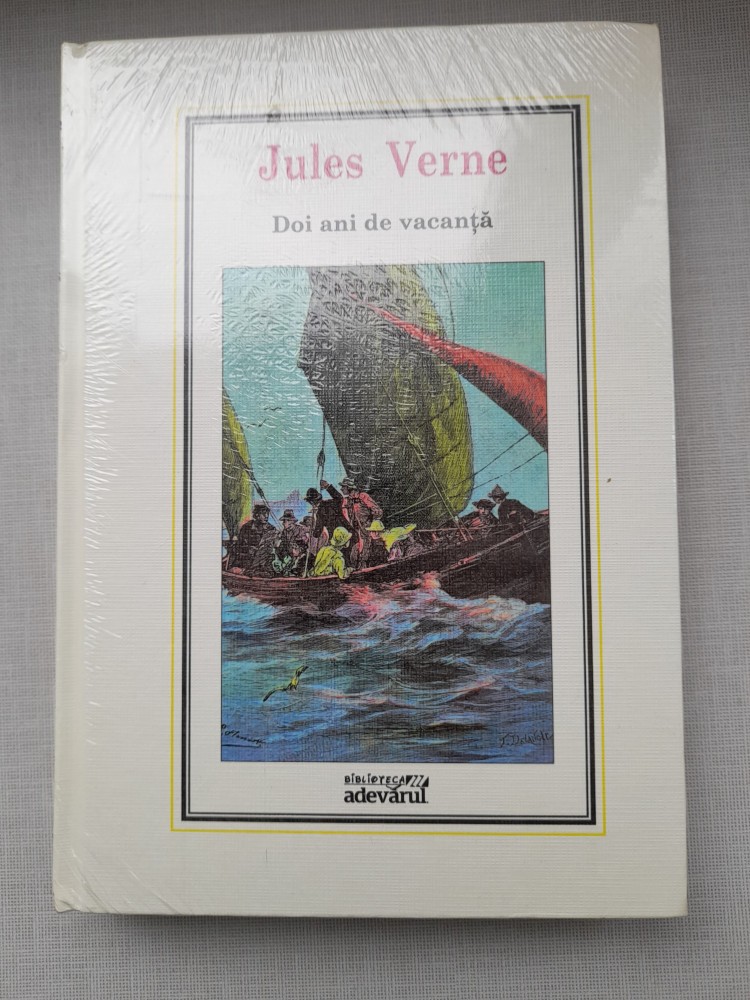 Jules Verne
Doi ani de vacanță
BIBLIOTECA
adevărul